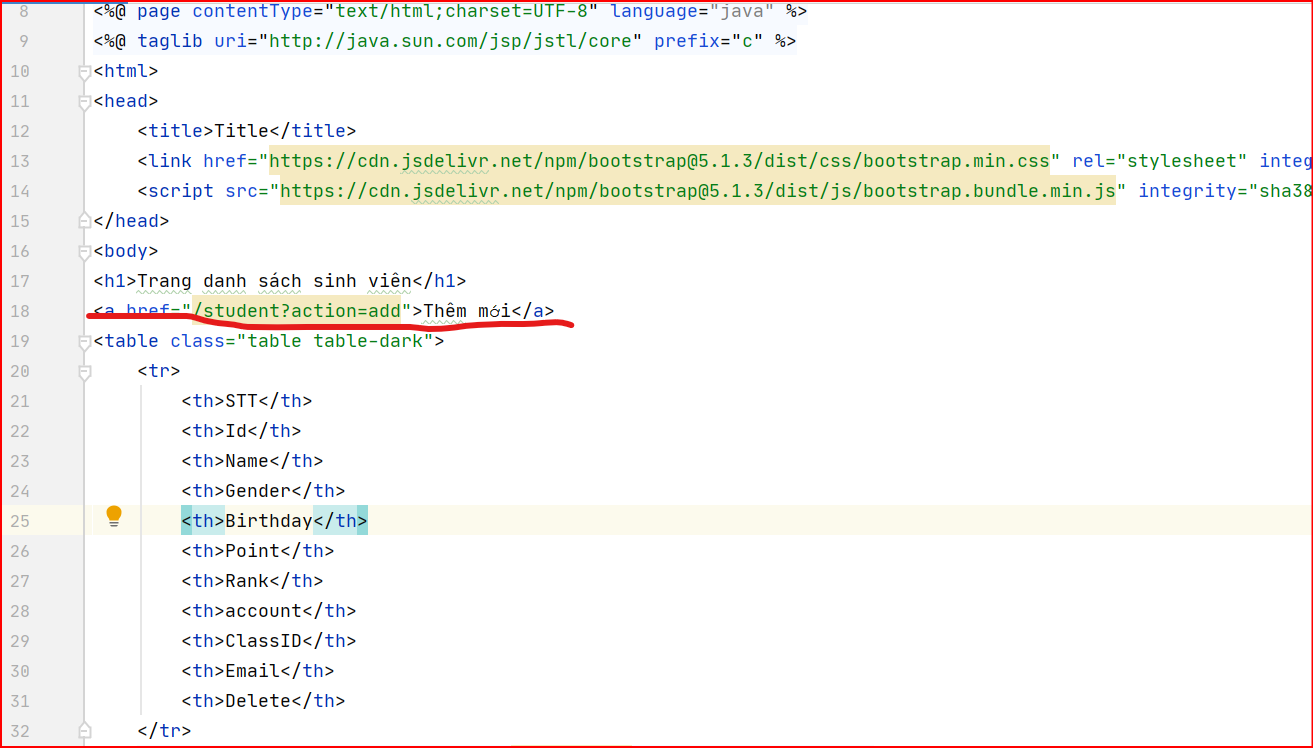 8 <%@ page contentType="text/html;charset=UTF-8" language="java" %>
9 <%@ taglib uri="http://java.sun.com/jsp/jstl/core" prefix="c" %>
10 <html>
11 <head>
12 <title>Title</title>
13 <link href="https://cdn.jsdelivr.net/npm/bootstrap@5.1.3/dist/css/bootstrap.min.css" rel="stylesheet" integ
14 <script src="https://cdn.jsdelivr.net/npm/bootstrap@5.1.3/dist/js/bootstrap.bundle.min.js" integrity="sha38
15 </head>
16 <body>
17 <h1>Trang danh sách sinh viên</h1>
18 <a href="/student?action=add">Thêm mới</a>
19 <table class="table table-dark">
20 <tr>
21 <th>STT</th>
22 <th>Id</th>
23 <th>Name</th>
24 <th>Gender</th>
25 <th>Birthday</th>
26 <th>Point</th>
27 <th>Rank</th>
28 <th>account</th>
29 <th>ClassID</th>
30 <th>Email</th>
31 <th>Delete</th>
32 </tr>